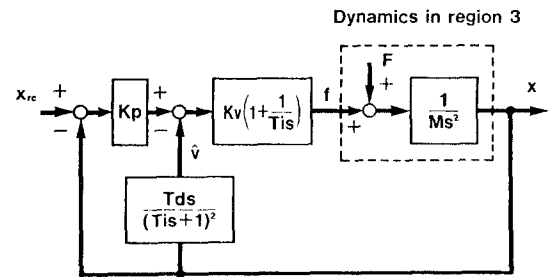 Dynamics in region 3
F
+
x_rc + − Kp + − Kv(1+1/Tis) f + 1/Ms² x
v̂
Tds/(Tis+1)²